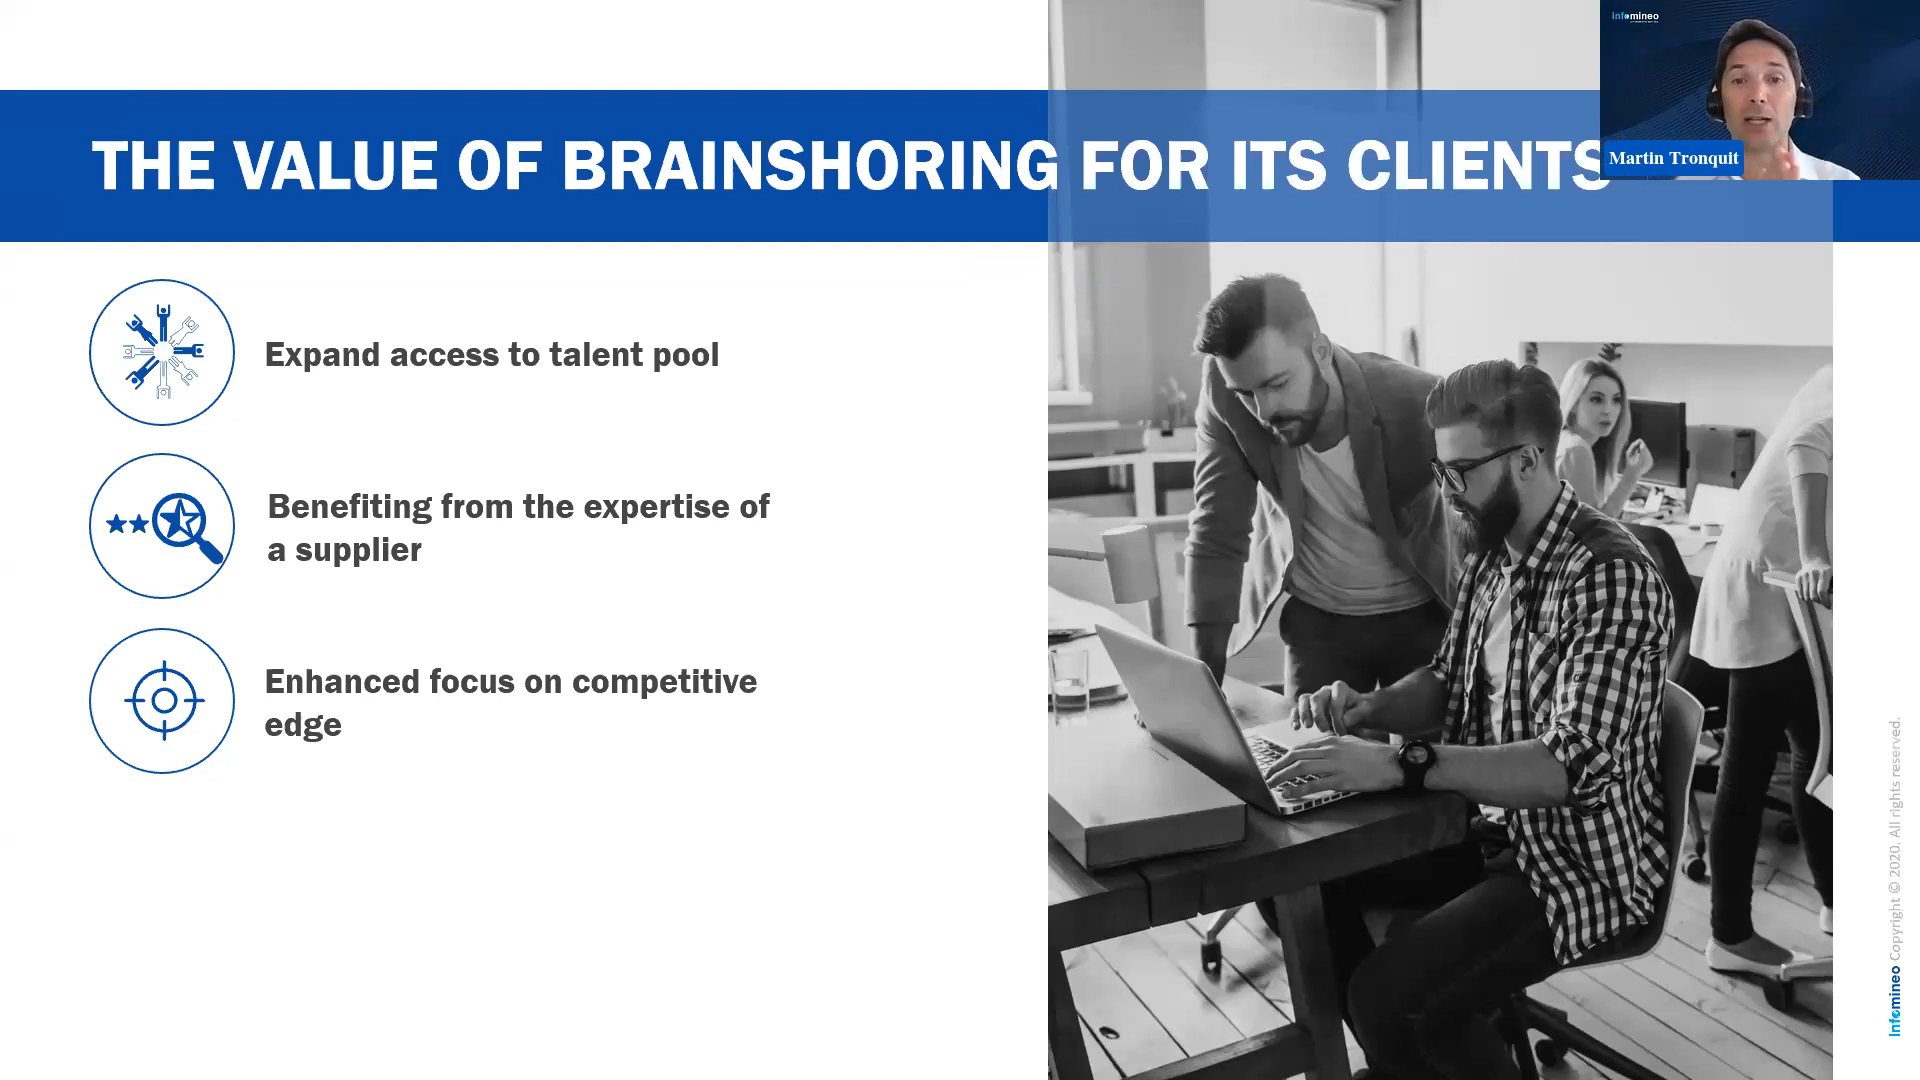 infomineo
THE VALUE OF BRAINSHORING FOR ITS CLIENTS
Martin Tronquit
Expand access to talent pool
Benefiting from the expertise of
a supplier
Enhanced focus on competitive
edge
Infomineo Copyright © 2020. All rights reserved.